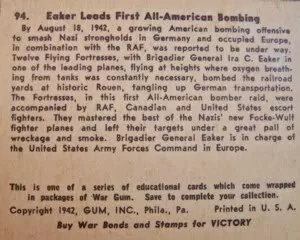 94. Eaker Leads First All-American Bombing
By August 18, 1942, a growing American bombing offensive
to smash Nazi strongholds in Germany and occupied Europe,
in combination with the RAF, was reported to be under way.
Twelve Flying Fortresses, with Brigadier General Ira C. Eaker in
one of the leading planes, flying at heights where oxygen breath-
ing from tanks was constantly necessary, bombed the railroad
yards at historic Rouen, tangling up German transportation.
The Fortresses, in this first All-American bomber raid, were
accompanied by RAF, Canadian and United States escort
fighters. They mastered the best of the Nazis' new Focke-Wulf
fighter planes and left their targets under a great pall of
wreckage and smoke. Brigadier General Eaker is in charge of
the United States Army Forces Command in Europe.
This is one of a series of educational cards which come wrapped
in packages of War Gum. Save to complete your collection.
Copyright 1942, GUM, INC., Phila., Pa. Printed in U. S. A.
Buy War Bonds and Stamps for VICTORY